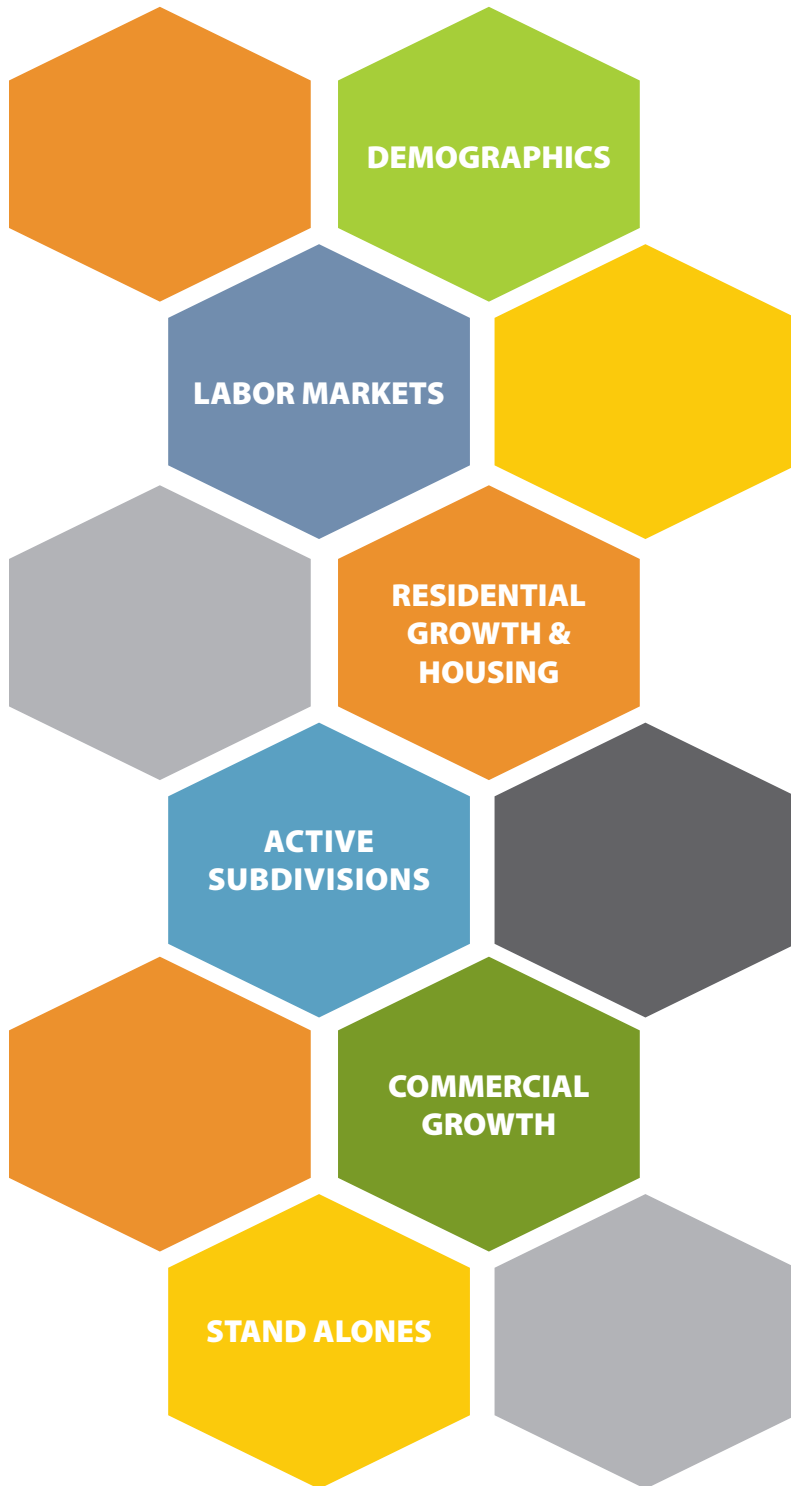 DEMOGRAPHICS
LABOR MARKETS
RESIDENTIAL
GROWTH &
HOUSING
ACTIVE
SUBDIVISIONS
COMMERCIAL
GROWTH
STAND ALONES